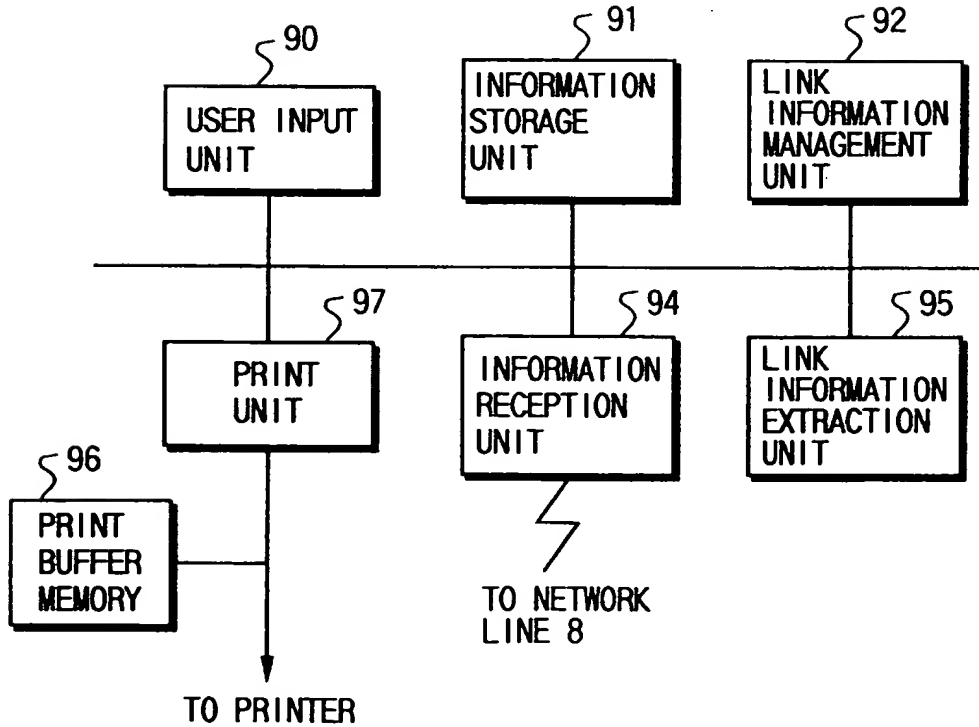 90
USER INPUT
UNIT
91
INFORMATION
STORAGE
UNIT
92
LINK
INFORMATION
MANAGEMENT
UNIT
97
PRINT
UNIT
94
INFORMATION
RECEPTION
UNIT
95
LINK
INFORMATION
EXTRACTION
UNIT
96
PRINT
BUFFER
MEMORY
TO NETWORK
LINE 8
TO PRINTER